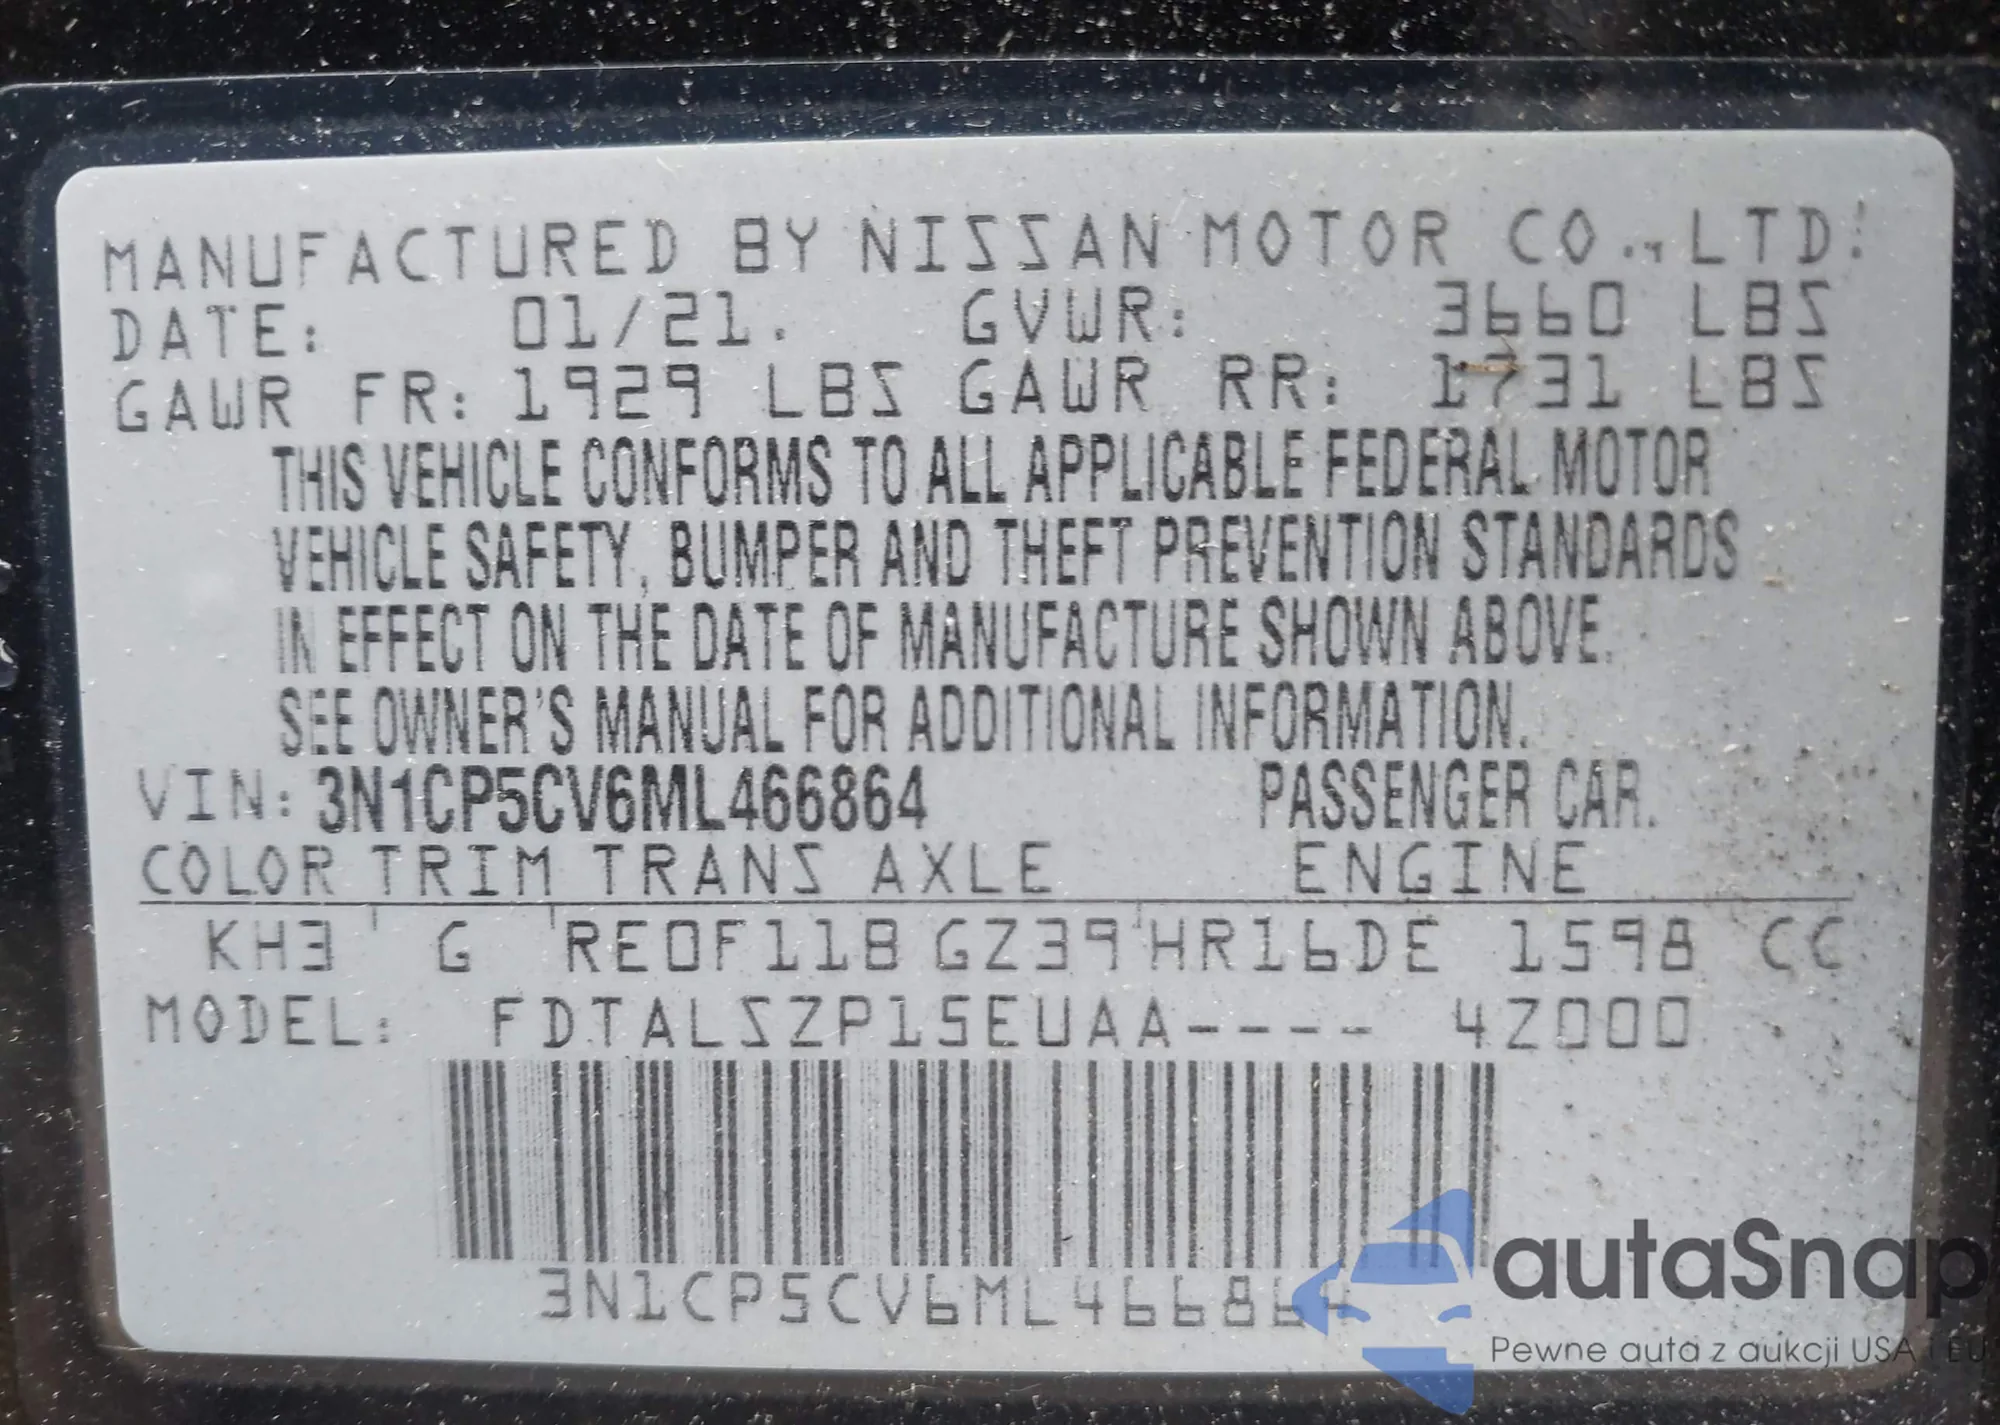 MANUFACTURED BY NISSAN MOTOR CO., LTD.
DATE: 01/21. GVWR: 3660 LBS
GAWR FR: 1929 LBS GAWR RR: 1731 LBS
THIS VEHICLE CONFORMS TO ALL APPLICABLE FEDERAL MOTOR
VEHICLE SAFETY, BUMPER AND THEFT PREVENTION STANDARDS
IN EFFECT ON THE DATE OF MANUFACTURE SHOWN ABOVE.
SEE OWNER'S MANUAL FOR ADDITIONAL INFORMATION.
VIN: 3N1CP5CV6ML466864 PASSENGER CAR.
COLOR TRIM TRANS AXLE ENGINE
KH3 G RE0F11B GZ39 HR16DE 1598 CC
MODEL: FDTALSZP15EUAA---- 4Z000
3N1CP5CV6ML466864
autaSnap
Pewne auta z aukcji USA i EU